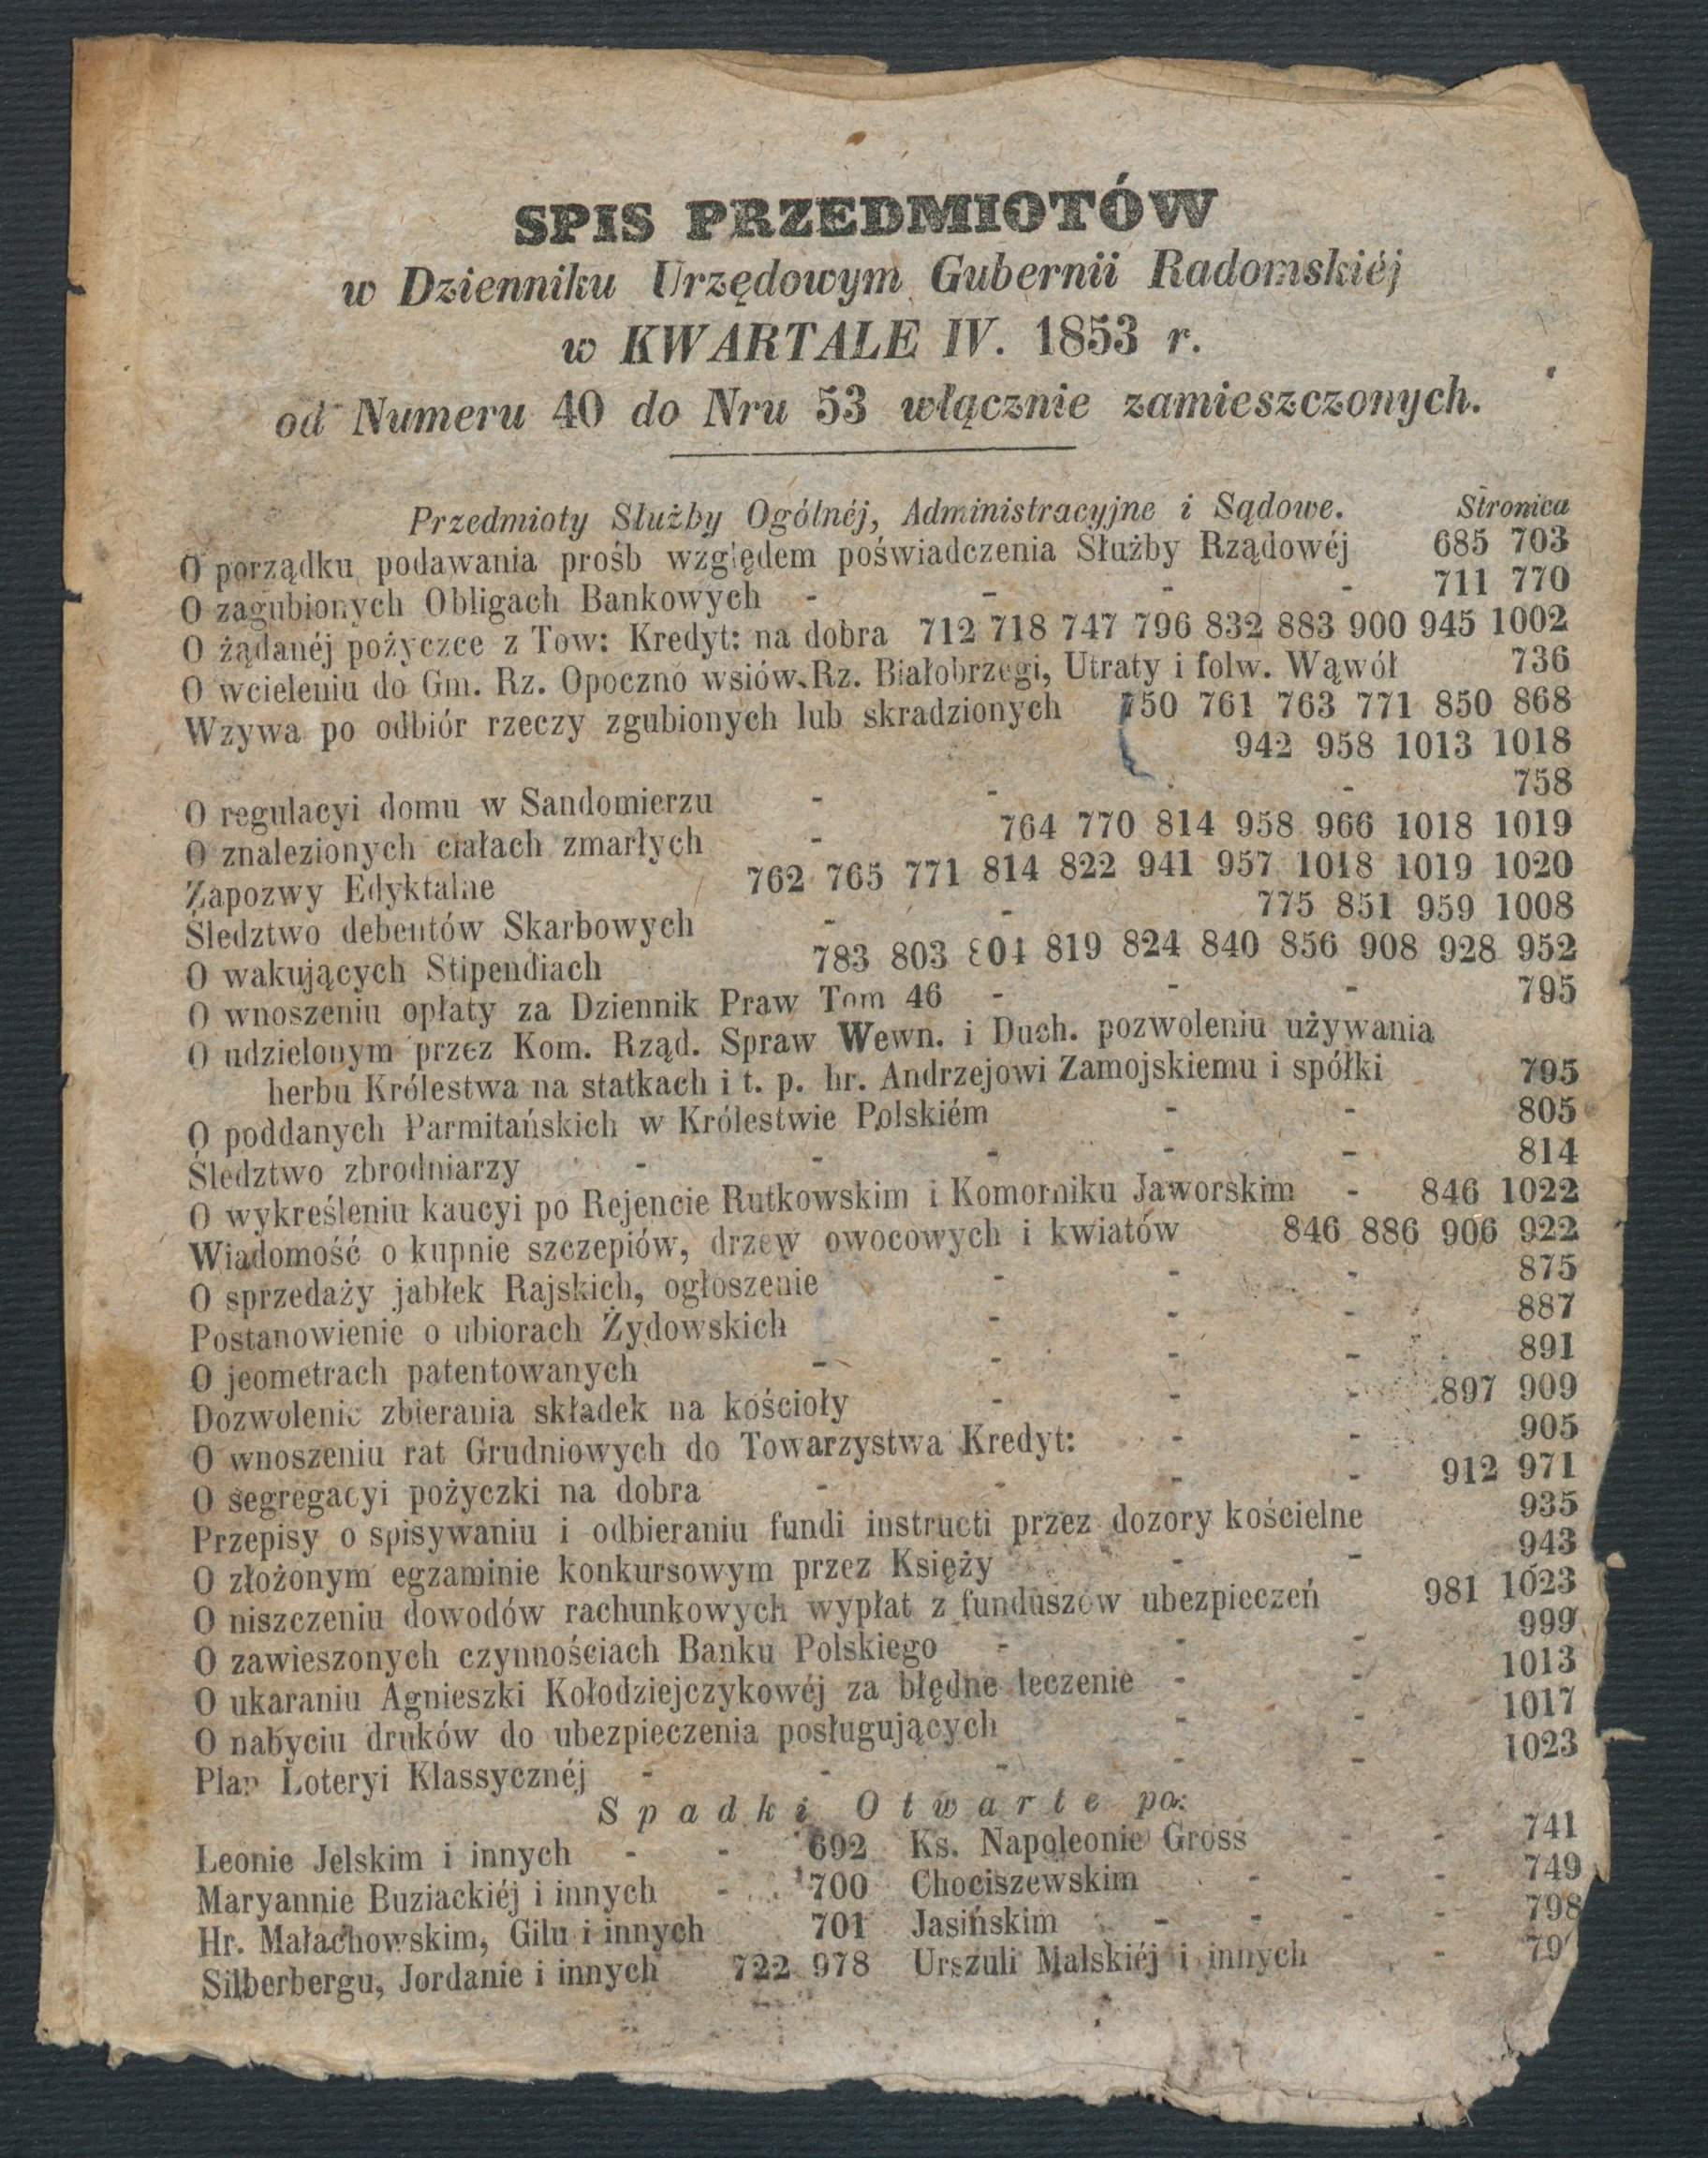 SPIS PRZEDMIOTÓW
w Dzienniku Urzędowym Gubernii Radomskiéj
w KWARTALE IV. 1853 r.
od Numeru 40 do Nru 53 włącznie zamieszczonych.
Przedmioty Służby Ogólnéj, Administracyjne i Sądowe. Stronica
O porządku podawania prośb względem poświadczenia Służby Rządowéj 685 703
O zagubionych Obligach Bankowych - - - - 711 770
O żądanéj pożyczce z Tow: Kredyt: na dobra 712 718 747 796 832 883 900 945 1002
O wcieleniu do Gm. Rz. Opoczno wsiów Rz. Białobrzegi, Utraty i folw. Wąwół 736
Wzywa po odbiór rzeczy zgubionych lub skradzionych 750 761 763 771 850 868
942 958 1013 1018
O regulacyi domu w Sandomierzu - - - - 758
O znalezionych ciałach zmarłych - 764 770 814 958 966 1018 1019
Zapozwy Edyktalne 762 765 771 814 822 941 957 1018 1019 1020
Śledztwo debentów Skarbowych - - 775 851 959 1008
O wakujących Stipendiach 783 803 804 819 824 840 856 908 928 952
O wnoszeniu opłaty za Dziennik Praw Tom 46 - - - 795
O udzielonym przez Kom. Rząd. Spraw Wewn. i Duch. pozwoleniu używania
herbu Królestwa na statkach i t. p. hr. Andrzejowi Zamojskiemu i spółki 795
O poddanych Parmitańskich w Królestwie Polskiém - - 805
Śledztwo zbrodniarzy - - - - - 814
O wykreśleniu kaucyi po Rejencie Rutkowskim i Komorniku Jaworskim - 846 1022
Wiadomość o kupnie szczepiów, drzew owocowych i kwiatów 846 886 906 922
O sprzedaży jabłek Rajskich, ogłoszenie - - - 875
Postanowienie o ubiorach Żydowskich - - - 887
O jeometrach patentowanych - - - - 891
Dozwolenie zbierania składek na kościoły - - - 897 909
O wnoszeniu rat Grudniowych do Towarzystwa Kredyt: - - 905
O segregacyi pożyczki na dobra - - - - 912 971
Przepisy o spisywaniu i odbieraniu fundi instructi przez dozory kościelne 935
O złożonym egzaminie konkursowym przez Księży - - 943
O niszczeniu dowodów rachunkowych wypłat z funduszów ubezpieczeń 981 1023
O zawieszonych czynnościach Banku Polskiego - - - 999
O ukaraniu Agnieszki Kołodziejczykowéj za błędne leczenie - - 1013
O nabyciu druków do ubezpieczenia posługujących - - 1017
Plan Loteryi Klassycznéj - - - - - 1023
Spadki Otwarte po:
Leonie Jelskim i innych - - 692 Ks. Napoleonie Gross - - 741
Maryannie Buziackiéj i innych - 700 Chociszewskim - - - 749
Hr. Małachowskim, Gilu i innych 701 Jasińskim - - - - 798
Silberbergu, Jordanie i innych 722 978 Urszuli Malskiéj i innych -